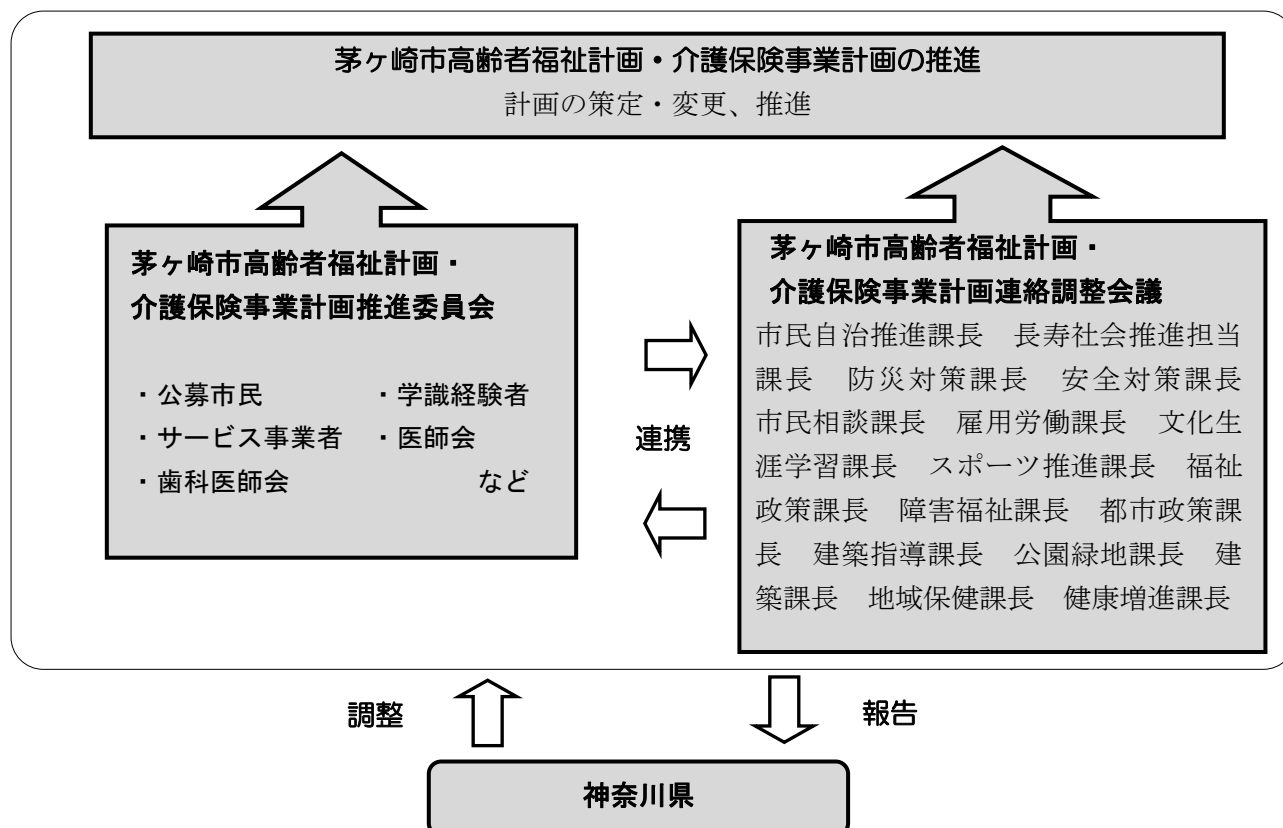 茅ヶ崎市高齢者福祉計画・介護保険事業計画の推進
計画の策定・変更、推進
茅ヶ崎市高齢者福祉計画・
介護保険事業計画推進委員会
・公募市民　・学識経験者
・サービス事業者　・医師会
・歯科医師会　など
連携
茅ヶ崎市高齢者福祉計画・
介護保険事業計画連絡調整会議
市民自治推進課長　長寿社会推進担当
課長　防災対策課長　安全対策課長
市民相談課長　雇用労働課長　文化生
涯学習課長　スポーツ推進課長　福祉
政策課長　障害福祉課長　都市政策課
長　建築指導課長　公園緑地課長　建
築課長　地域保健課長　健康増進課長
調整
報告
神奈川県